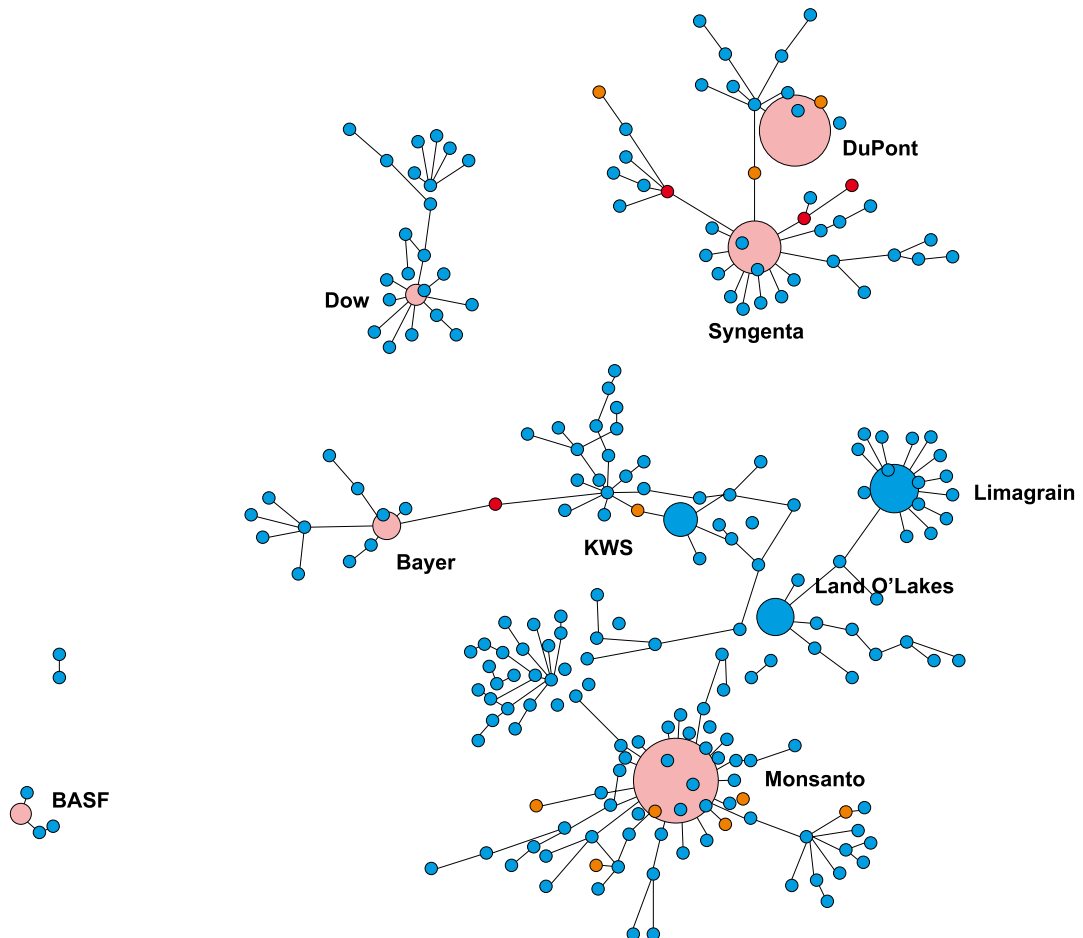 DuPont
Dow
Syngenta
Limagrain
KWS
Bayer
Land O’Lakes
Monsanto
BASF